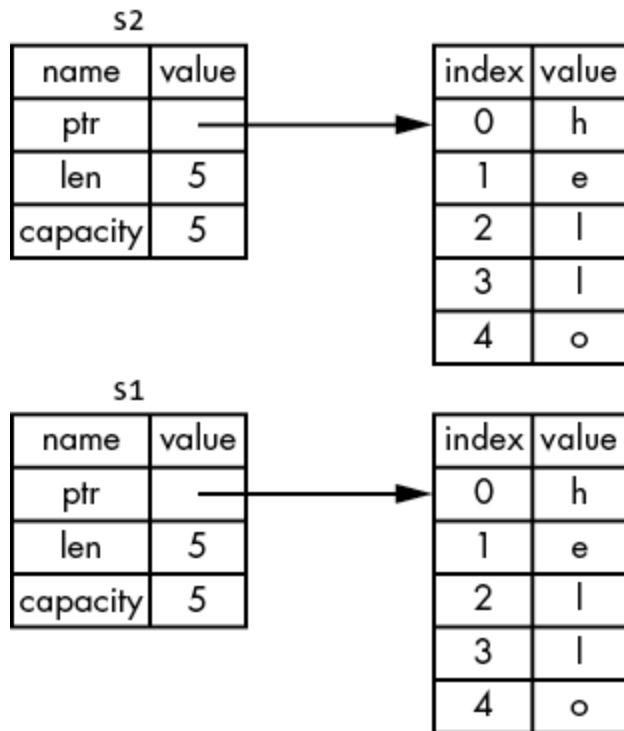 s2
name value
ptr
len 5
capacity 5
index value
0 h
1 e
2 l
3 l
4 o
s1
name value
ptr
len 5
capacity 5
index value
0 h
1 e
2 l
3 l
4 o